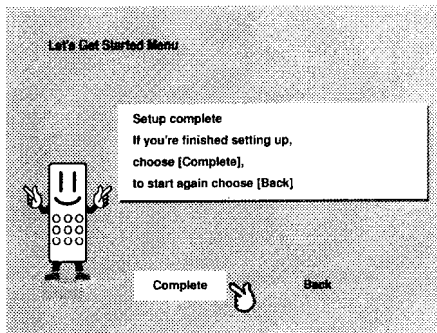 Let's Get Started Menu
Setup complete
If you're finished setting up,
choose [Complete],
to start again choose [Back]
Complete
Back